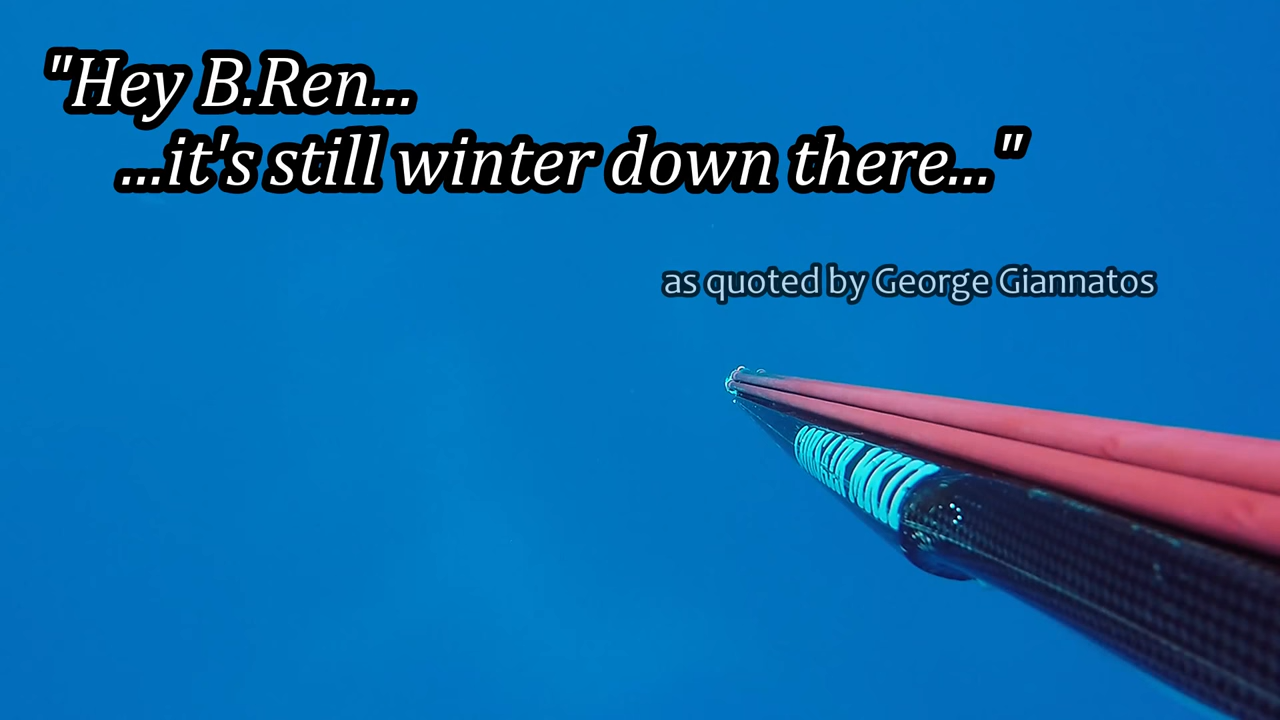 "Hey B.Ren...
...it's still winter down there..."
as quoted by George Giannatos